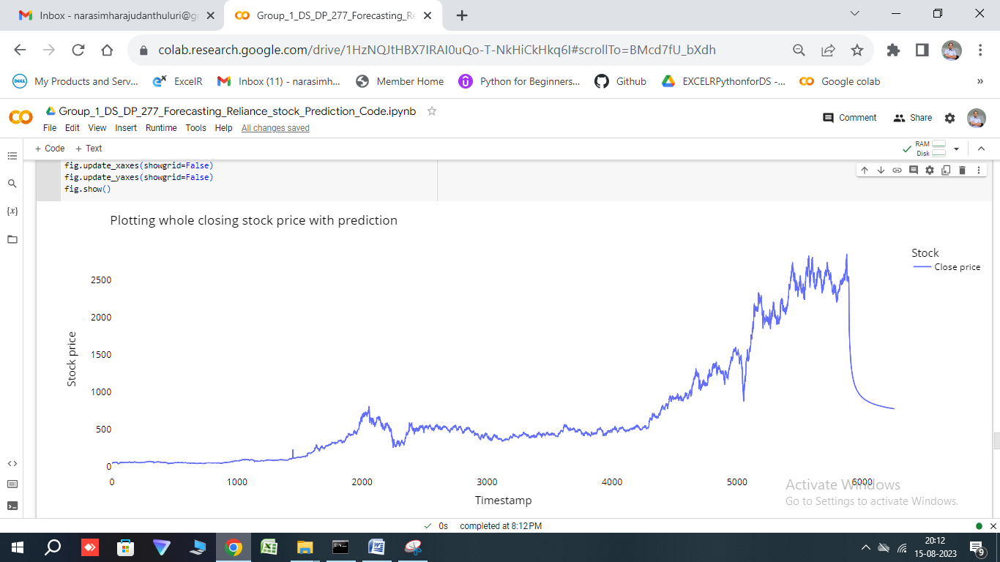 Inbox - narasimharajudanthuluri@g
Group_1_DS_DP_277_Forecasting_Re
colab.research.google.com/drive/1HzNQJtHBX7IRAI0uQo-T-NkHiCkHkq6I#scrollTo=BMcd7fU_bXdh
DELL My Products and Serv... ExcelR Inbox (11) - narasimh... Member Home Python for Beginners... Github EXCELRPythonforDS -... Google colab »
Group_1_DS_DP_277_Forecasting_Reliance_stock_Prediction_Code.ipynb
Comment Share
File Edit View Insert Runtime Tools Help All changes saved
+ Code + Text
RAM
Disk
fig.update_xaxes(showgrid=False)
fig.update_yaxes(showgrid=False)
fig.show()
{x}
Plotting whole closing stock price with prediction
Stock
Close price
2500
2000
1500
1000
500
0
Stock price
0 1000 2000 3000 4000 5000 6000
Timestamp
Activate Windows
Go to Settings to activate Windows.
0s completed at 8:12 PM
20:12
15-08-2023
9